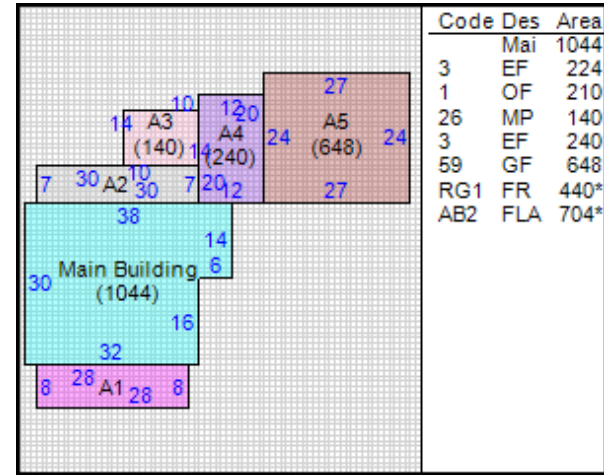 Code Des Area
Mai 1044
3 EF 224
1 OF 210
26 MP 140
3 EF 240
59 GF 648
RG1 FR 440*
AB2 FLA 704*
27
10 12 20
14 A3 A4 24 A5 24
(140) 14 (240) (648)
10
7 30 A2 30 7 20 12 27
38
14
Main Building 6
30 (1044)
16
32
28
8 A1 8
28